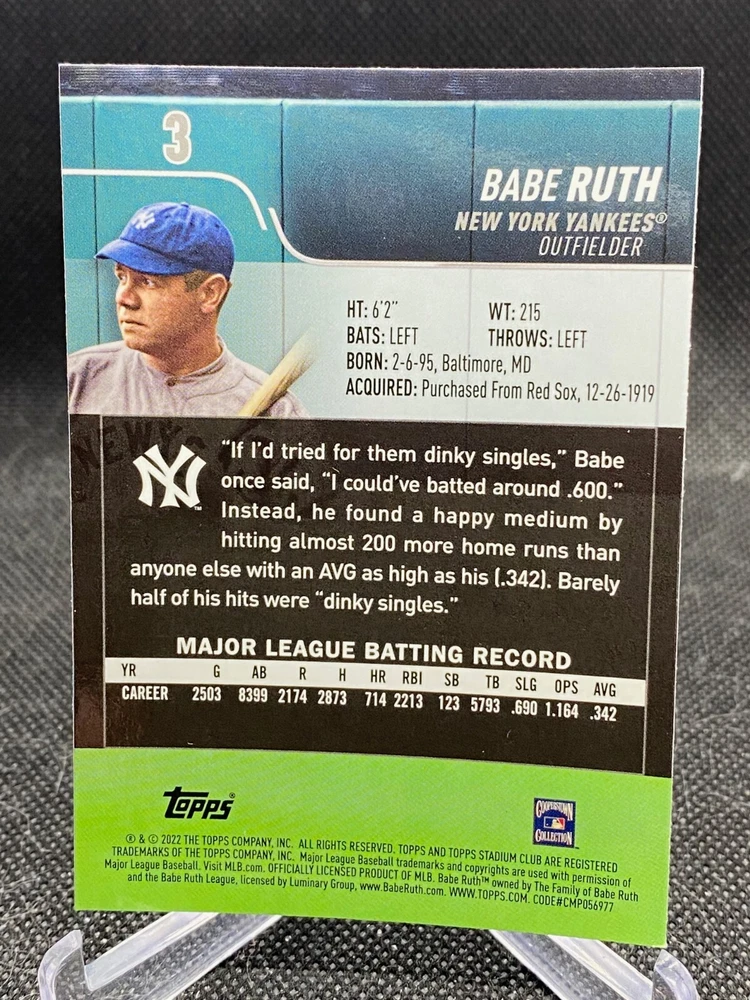 3
BABE RUTH
NEW YORK YANKEES®
OUTFIELDER
HT: 6'2" WT: 215
BATS: LEFT THROWS: LEFT
BORN: 2-6-95, Baltimore, MD
ACQUIRED: Purchased From Red Sox, 12-26-1919
NY
"If I'd tried for them dinky singles," Babe
once said, "I could've batted around .600."
Instead, he found a happy medium by
hitting almost 200 more home runs than
anyone else with an AVG as high as his (.342). Barely
half of his hits were "dinky singles."
MAJOR LEAGUE BATTING RECORD
YR G AB R H HR RBI SB TB SLG OPS AVG
CAREER 2503 8399 2174 2873 714 2213 123 5793 .690 1.164 .342
topps®
COOPERSTOWN
COLLECTION™
® & © 2022 THE TOPPS COMPANY, INC. ALL RIGHTS RESERVED. TOPPS AND TOPPS STADIUM CLUB ARE REGISTERED
TRADEMARKS OF THE TOPPS COMPANY, INC. Major League Baseball trademarks and copyrights are used with permission of
Major League Baseball. Visit MLB.com. OFFICIALLY LICENSED PRODUCT OF MLB. Babe Ruth™ owned by The Family of Babe Ruth
and the Babe Ruth League, licensed by Luminary Group, www.BabeRuth.com. WWW.TOPPS.COM. CODE#CMP056977